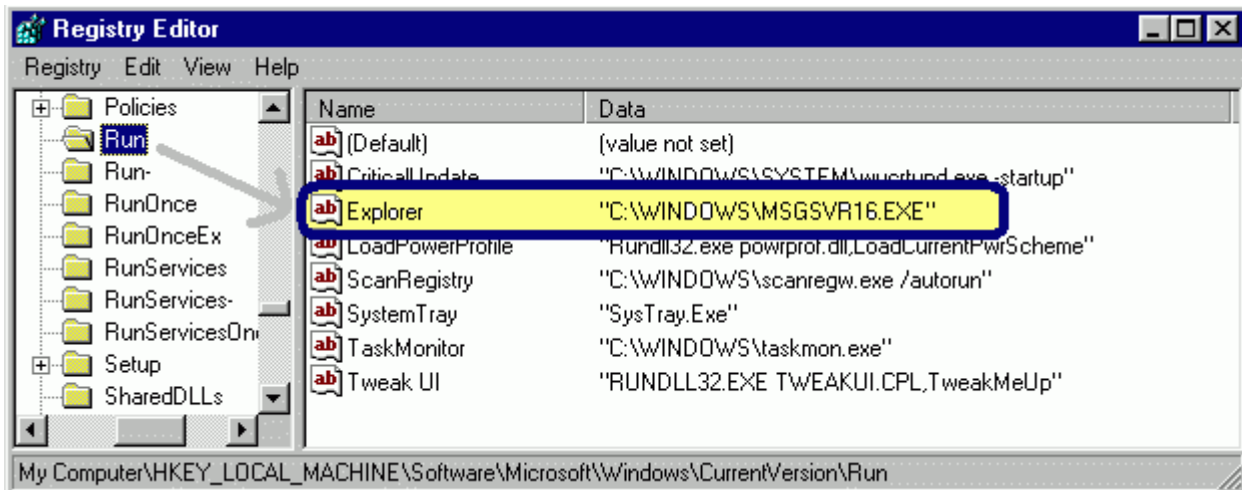 Registry Editor
Registry Edit View Help
Policies
Run
Run-
RunOnce
RunOnceEx
RunServices
RunServices-
RunServicesOn
Setup
SharedDLLs
Name Data
(Default) (value not set)
CriticalUpdate "C:\WINDOWS\SYSTEM\wucrtupd.exe -startup"
Explorer "C:\WINDOWS\MSGSVR16.EXE"
LoadPowerProfile "Rundll32.exe powrprof.dll,LoadCurrentPwrScheme"
ScanRegistry "C:\WINDOWS\scanregw.exe /autorun"
SystemTray "SysTray.Exe"
TaskMonitor "C:\WINDOWS\taskmon.exe"
Tweak UI "RUNDLL32.EXE TWEAKUI.CPL,TweakMeUp"
My Computer\HKEY_LOCAL_MACHINE\Software\Microsoft\Windows\CurrentVersion\Run